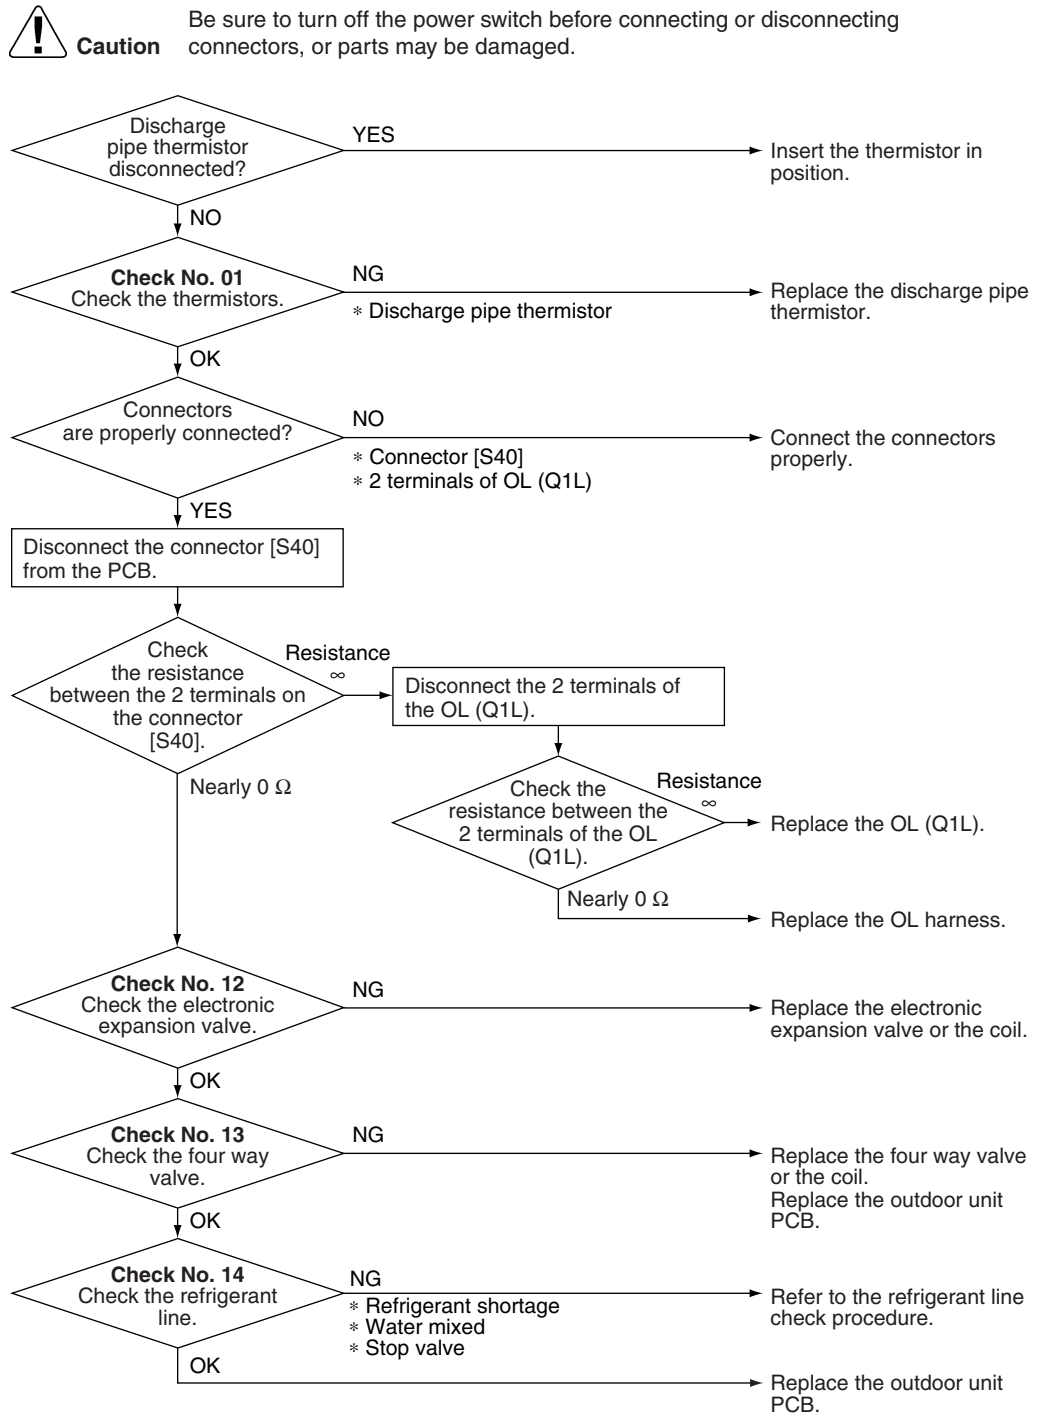 Be sure to turn off the power switch before connecting or disconnecting
Caution connectors, or parts may be damaged.
Discharge
pipe thermistor
disconnected?
YES
Insert the thermistor in
position.
NO
Check No. 01
Check the thermistors.
NG
* Discharge pipe thermistor
Replace the discharge pipe
thermistor.
OK
Connectors
are properly connected?
NO
* Connector [S40]
* 2 terminals of OL (Q1L)
Connect the connectors
properly.
YES
Disconnect the connector [S40]
from the PCB.
Check
the resistance
between the 2 terminals on
the connector
[S40].
Resistance
∞
Disconnect the 2 terminals of
the OL (Q1L).
Nearly 0 Ω
Check the
resistance between the
2 terminals of the OL
(Q1L).
Resistance
∞
Replace the OL (Q1L).
Nearly 0 Ω
Replace the OL harness.
Check No. 12
Check the electronic
expansion valve.
NG
Replace the electronic
expansion valve or the coil.
OK
Check No. 13
Check the four way
valve.
NG
Replace the four way valve
or the coil.
Replace the outdoor unit
PCB.
OK
Check No. 14
Check the refrigerant
line.
NG
* Refrigerant shortage
* Water mixed
* Stop valve
Refer to the refrigerant line
check procedure.
OK
Replace the outdoor unit
PCB.